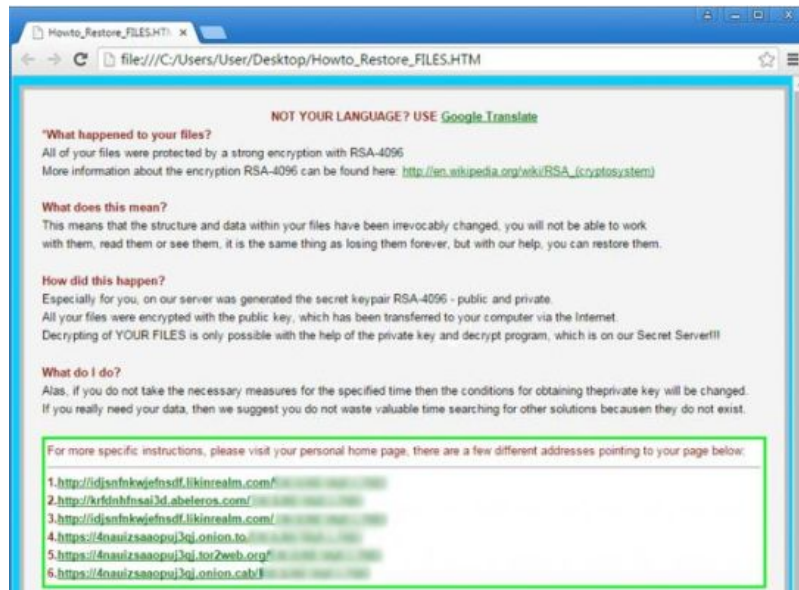 Howto_Restore_FILES.HT
file:///C:/Users/User/Desktop/Howto_Restore_FILES.HTM
NOT YOUR LANGUAGE? USE Google Translate
"What happened to your files?
All of your files were protected by a strong encryption with RSA-4096
More information about the encryption RSA-4096 can be found here: http://en.wikipedia.org/wiki/RSA_(cryptosystem)
What does this mean?
This means that the structure and data within your files have been irrevocably changed, you will not be able to work
with them, read them or see them, it is the same thing as losing them forever, but with our help, you can restore them.
How did this happen?
Especially for you, on our server was generated the secret keypair RSA-4096 - public and private.
All your files were encrypted with the public key, which has been transferred to your computer via the Internet.
Decrypting of YOUR FILES is only possible with the help of the private key and decrypt program, which is on our Secret Server!!!
What do I do?
Alas, if you do not take the necessary measures for the specified time then the conditions for obtaining theprivate key will be changed.
If you really need your data, then we suggest you do not waste valuable time searching for other solutions becausen they do not exist.
For more specific instructions, please visit your personal home page, there are a few different addresses pointing to your page below:
1.http://idjsnfnkwjefnsdf.likinrealm.com/
2.http://krfdnhfnsai3d.abeleros.com/
3.http://idjsnfnkwjefnsdf.likinrealm.com/
4.https://4nauizsaaopuj3qj.onion.to/
5.https://4nauizsaaopuj3qj.tor2web.org/
6.https://4nauizsaaopuj3qj.onion.cab/